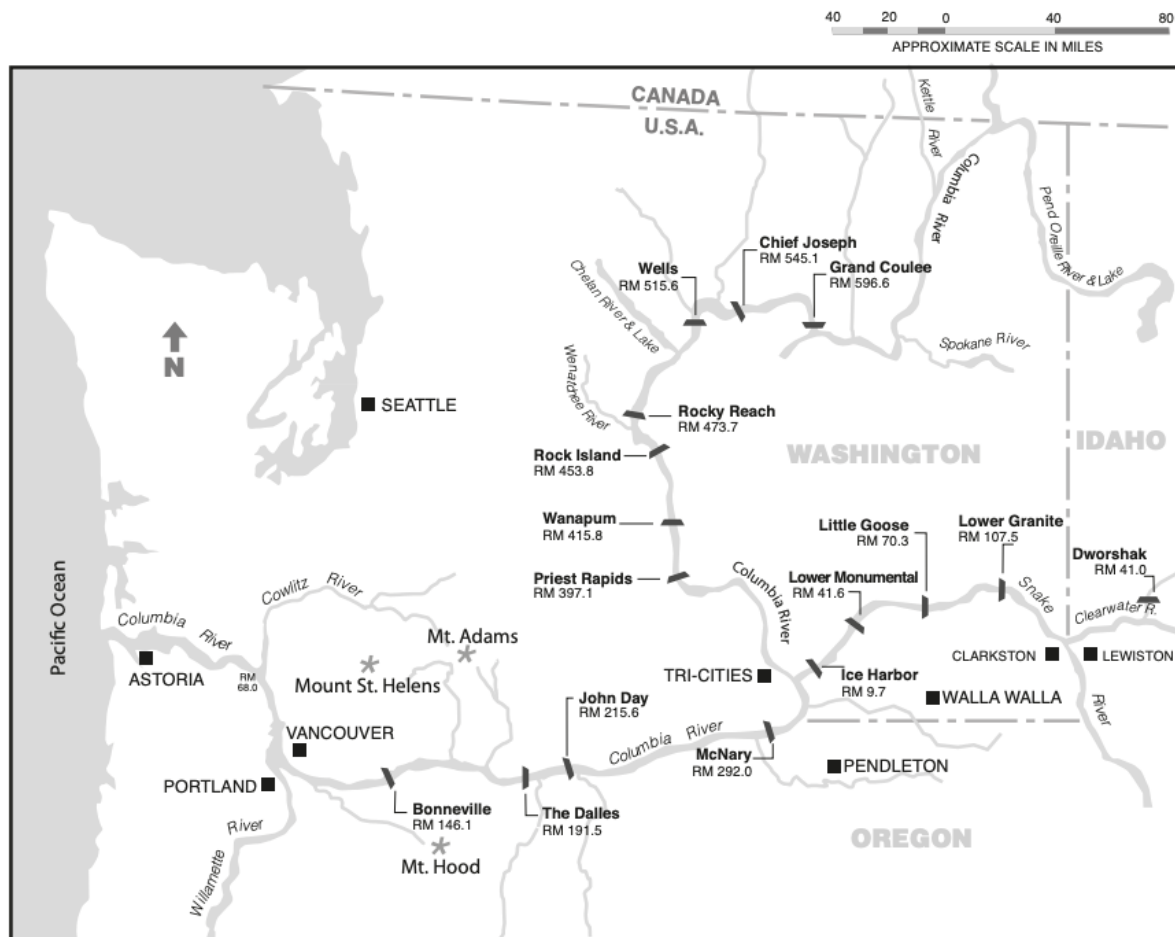 40 20 0 40 80
APPROXIMATE SCALE IN MILES
CANADA
U.S.A.
Kettle
River
Columbia
River
Pend Oreille River & Lake
Chief Joseph
RM 545.1
Wells
RM 515.6
Grand Coulee
RM 596.6
Chelan River & Lake
Spokane River
N
Wenatchee River
SEATTLE
Rocky Reach
RM 473.7
WASHINGTON
IDAHO
Rock Island
RM 453.8
Wanapum
RM 415.8
Little Goose
RM 70.3
Lower Granite
RM 107.5
Dworshak
RM 41.0
Priest Rapids
RM 397.1
Columbia River
Lower Monumental
RM 41.6
Snake
River
Clearwater R.
Pacific Ocean
Columbia
River
Cowlitz
River
Mt. Adams
ASTORIA
RM
68.0
Mount St. Helens
TRI-CITIES
Ice Harbor
RM 9.7
CLARKSTON
LEWISTON
WALLA WALLA
John Day
RM 215.6
VANCOUVER
Columbia River
McNary
RM 292.0
PENDLETON
PORTLAND
Bonneville
RM 146.1
The Dalles
RM 191.5
Willamette
River
Mt. Hood
OREGON